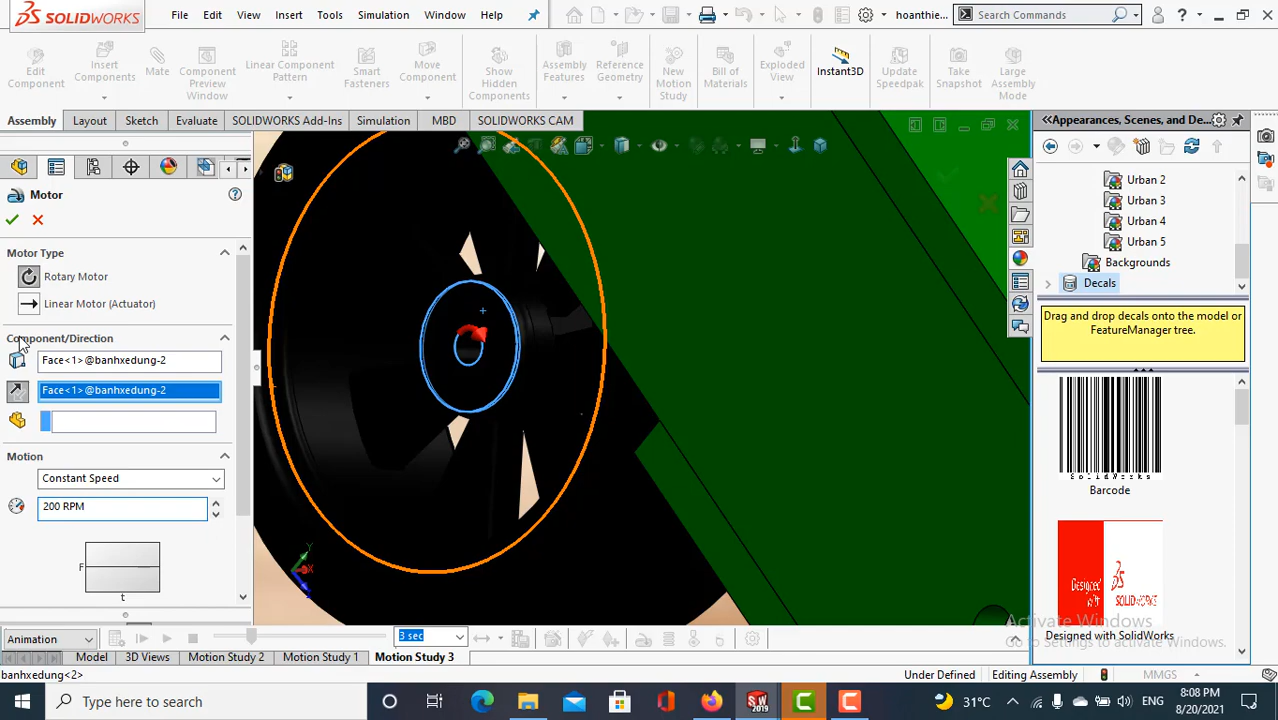 SOLIDWORKS
File Edit View Insert Tools Simulation Window Help
hoanthie...
Search Commands
Edit Component
Insert Components
Mate
Component Preview Window
Linear Component Pattern
Smart Fasteners
Move Component
Show Hidden Components
Assembly Features
Reference Geometry
New Motion Study
Bill of Materials
Exploded View
Instant3D
Update Speedpak
Take Snapshot
Large Assembly Mode
Assembly Layout Sketch Evaluate SOLIDWORKS Add-Ins Simulation MBD SOLIDWORKS CAM
Motor
Motor Type
Rotary Motor
Linear Motor (Actuator)
Component/Direction
Face<1>@banhxedung-2
Face<1>@banhxedung-2
Motion
Constant Speed
200 RPM
F
t
Y
X
Appearances, Scenes, and De...
Urban 2
Urban 3
Urban 4
Urban 5
Backgrounds
Decals
Drag and drop decals onto the model or
FeatureManager tree.
SolidWorks
Barcode
Designed
with
SOLIDWORKS
Designed with SolidWorks
Activate Windows
Go to Settings to activate Windows.
Animation
3 sec
Model 3D Views Motion Study 2 Motion Study 1 Motion Study 3
banhxedung<2>
Under Defined Editing Assembly MMGS
Type here to search
SW
2019
31°C
ENG
8:08 PM
8/20/2021